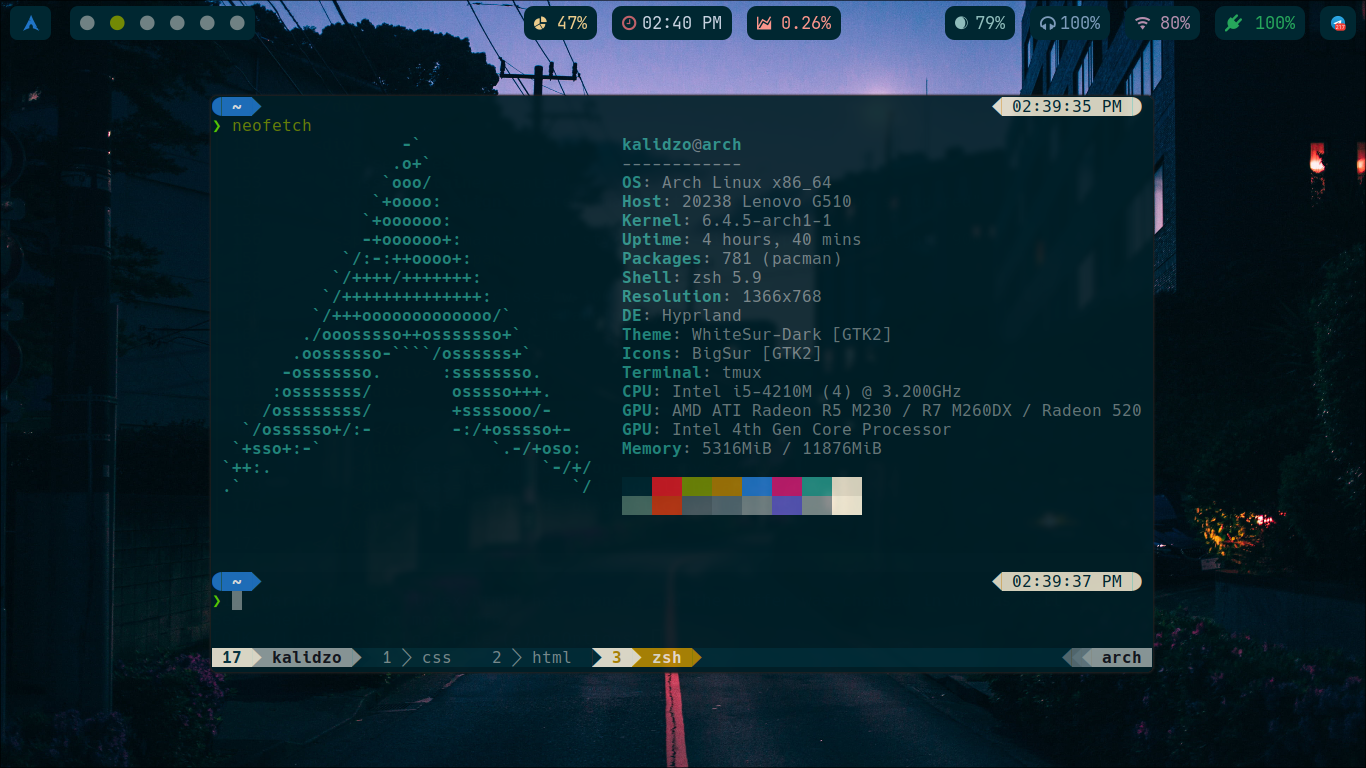 47% 02:40 PM 0.26% 79% 100% 80% 100%
~ 02:39:35 PM
❯ neofetch
-`
.o+`
`ooo/
`+oooo:
`+oooooo:
-+oooooo+:
`/:-:++oooo+:
`/++++/+++++++:
`/++++++++++++++:
`/+++ooooooooooooo/`
./ooosssso++osssssso+`
.oossssso-````/ossssss+`
-osssssso.      :ssssssso.
:osssssss/        osssso+++.
/ossssssss/        +ssssooo/-
`/ossssso+/:-        -:/+osssso+-
`+sso+:-`                 `.-/+oso:
`++:.                           `-/+/
.`                                 `/
kalidzo@arch
------------
OS: Arch Linux x86_64
Host: 20238 Lenovo G510
Kernel: 6.4.5-arch1-1
Uptime: 4 hours, 40 mins
Packages: 781 (pacman)
Shell: zsh 5.9
Resolution: 1366x768
DE: Hyprland
Theme: WhiteSur-Dark [GTK2]
Icons: BigSur [GTK2]
Terminal: tmux
CPU: Intel i5-4210M (4) @ 3.200GHz
GPU: AMD ATI Radeon R5 M230 / R7 M260DX / Radeon 520
GPU: Intel 4th Gen Core Processor
Memory: 5316MiB / 11876MiB
~ 02:39:37 PM
❯
17 kalidzo 1 css 2 html 3 zsh arch